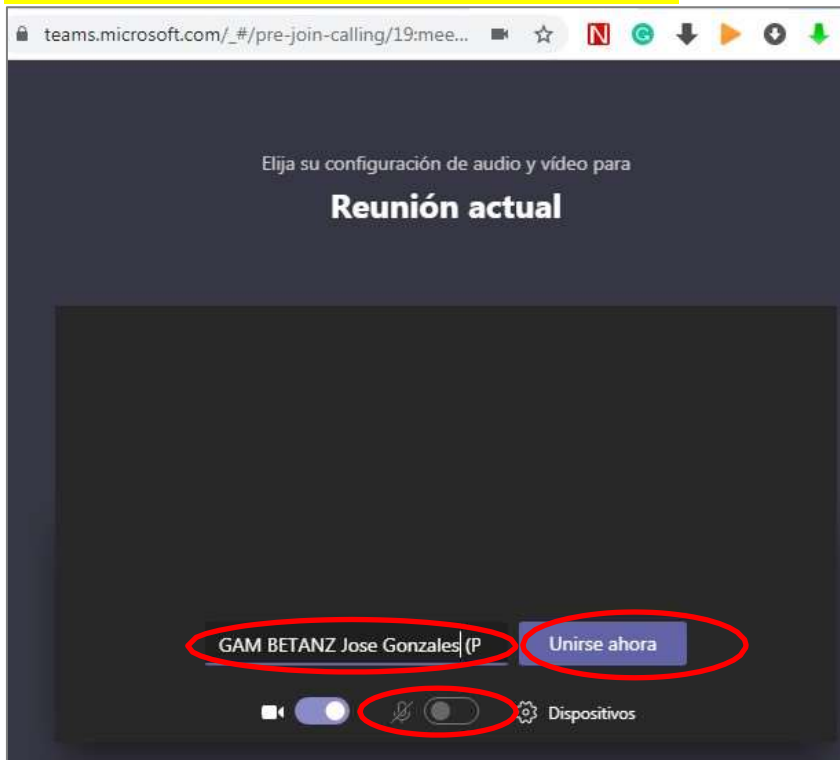 teams.microsoft.com/_#/pre-join-calling/19:mee...
Elija su configuración de audio y vídeo para
Reunión actual
GAM BETANZ Jose Gonzales (P
Unirse ahora
Dispositivos